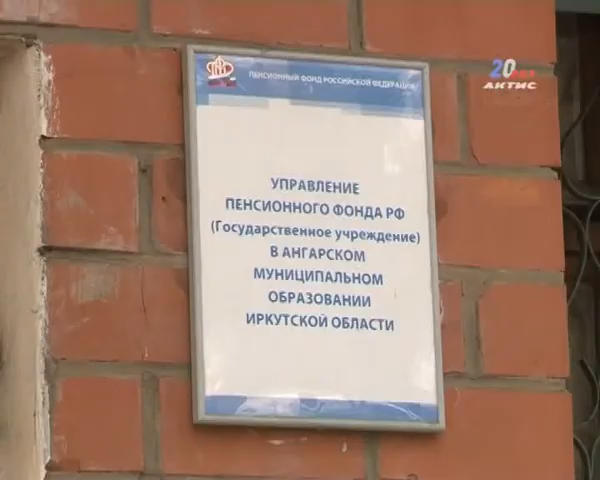 ПЕНСИОННЫЙ ФОНД РОССИЙСКОЙ ФЕДЕРАЦИИ
УПРАВЛЕНИЕ
ПЕНСИОННОГО ФОНДА РФ
(Государственное учреждение)
В АНГАРСКОМ
МУНИЦИПАЛЬНОМ
ОБРАЗОВАНИИ
ИРКУТСКОЙ ОБЛАСТИ
20
АКТИС